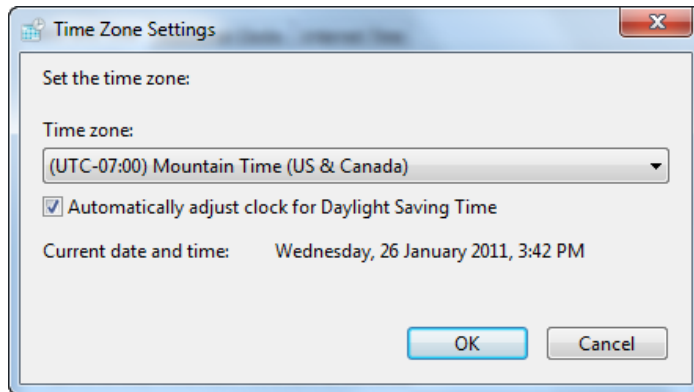 Time Zone Settings
Set the time zone:
Time zone:
(UTC-07:00) Mountain Time (US & Canada)
Automatically adjust clock for Daylight Saving Time
Current date and time: Wednesday, 26 January 2011, 3:42 PM
OK Cancel